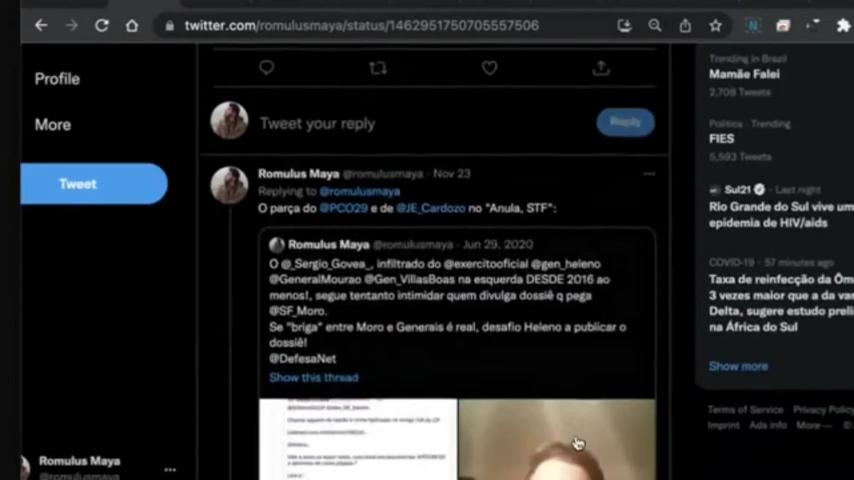 twitter.com/romulusmaya/status/1462951750705557506
Profile
More
Tweet
Tweet your reply
Reply
Romulus Maya @romulusmaya · Nov 23
Replying to @romulusmaya
O parça do @PCO29 e de @JE_Cardozo no "Anula, STF":
Romulus Maya @romulusmaya · Jun 29, 2020
O @_Sergio_Govea_, infiltrado do @exercitooficial @gen_heleno
@GeneralMourao @Gen_VillasBoas na esquerda DESDE 2016 ao
menos!, segue tentanto intimidar quem divulga dossiê q pega
@SF_Moro.
Se "briga" entre Moro e Generais é real, desafio Heleno a publicar o
dossiê!
@DefesaNet
Show this thread
Romulus Maya
@romulusmaya
Trending in Brazil
Mamãe Falei
2,708 Tweets
Politics · Trending
FIES
5,593 Tweets
Sul21 · Last night
Rio Grande do Sul vive um
epidemia de HIV/aids
COVID-19 · 57 minutes ago
Taxa de reinfecção da Ôm
3 vezes maior que a da var
Delta, sugere estudo prelim
na África do Sul
Show more
Terms of Service Privacy Policy
Imprint Ads info More ©